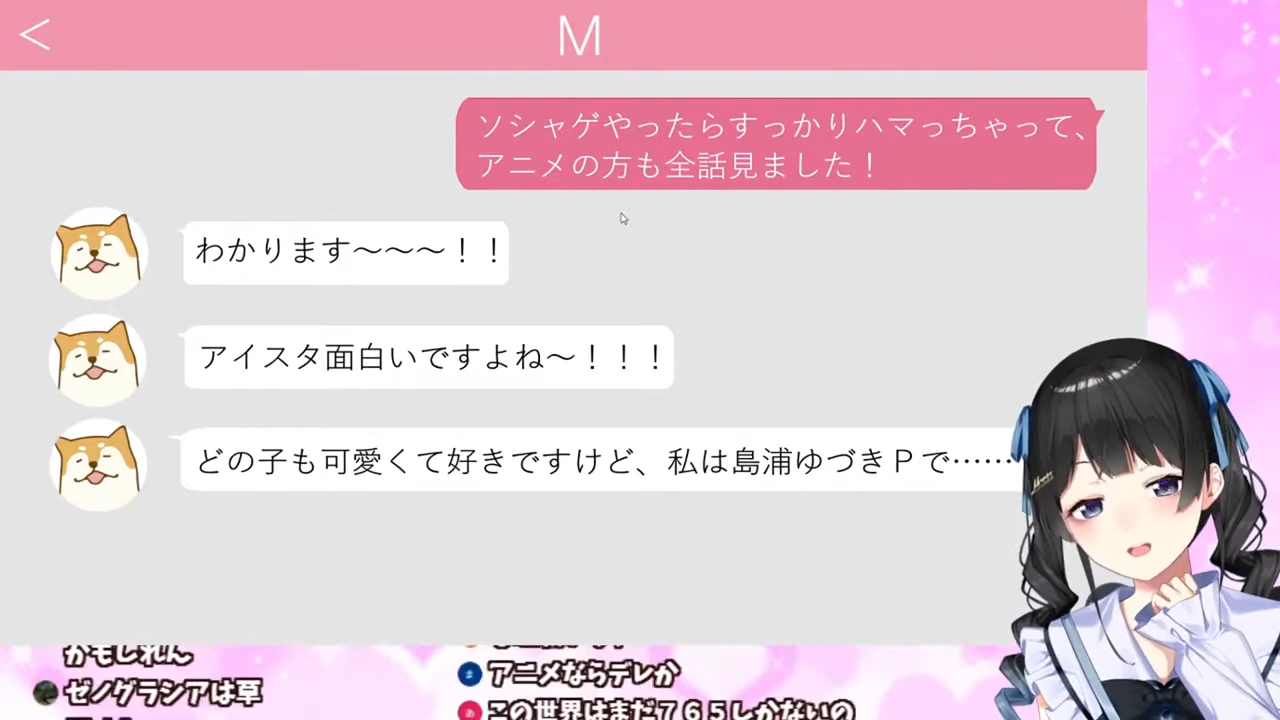 M
ソシャゲやったらすっかりハマっちゃって、
アニメの方も全話見ました！
わかります～～～！！
アイスタ面白いですよね～！！！
どの子も可愛くて好きですけど、私は島浦ゆづきＰで……
かもしれん
ゼノグラシアは草
アニメならデレか
この世界はまだ７６５しかないの